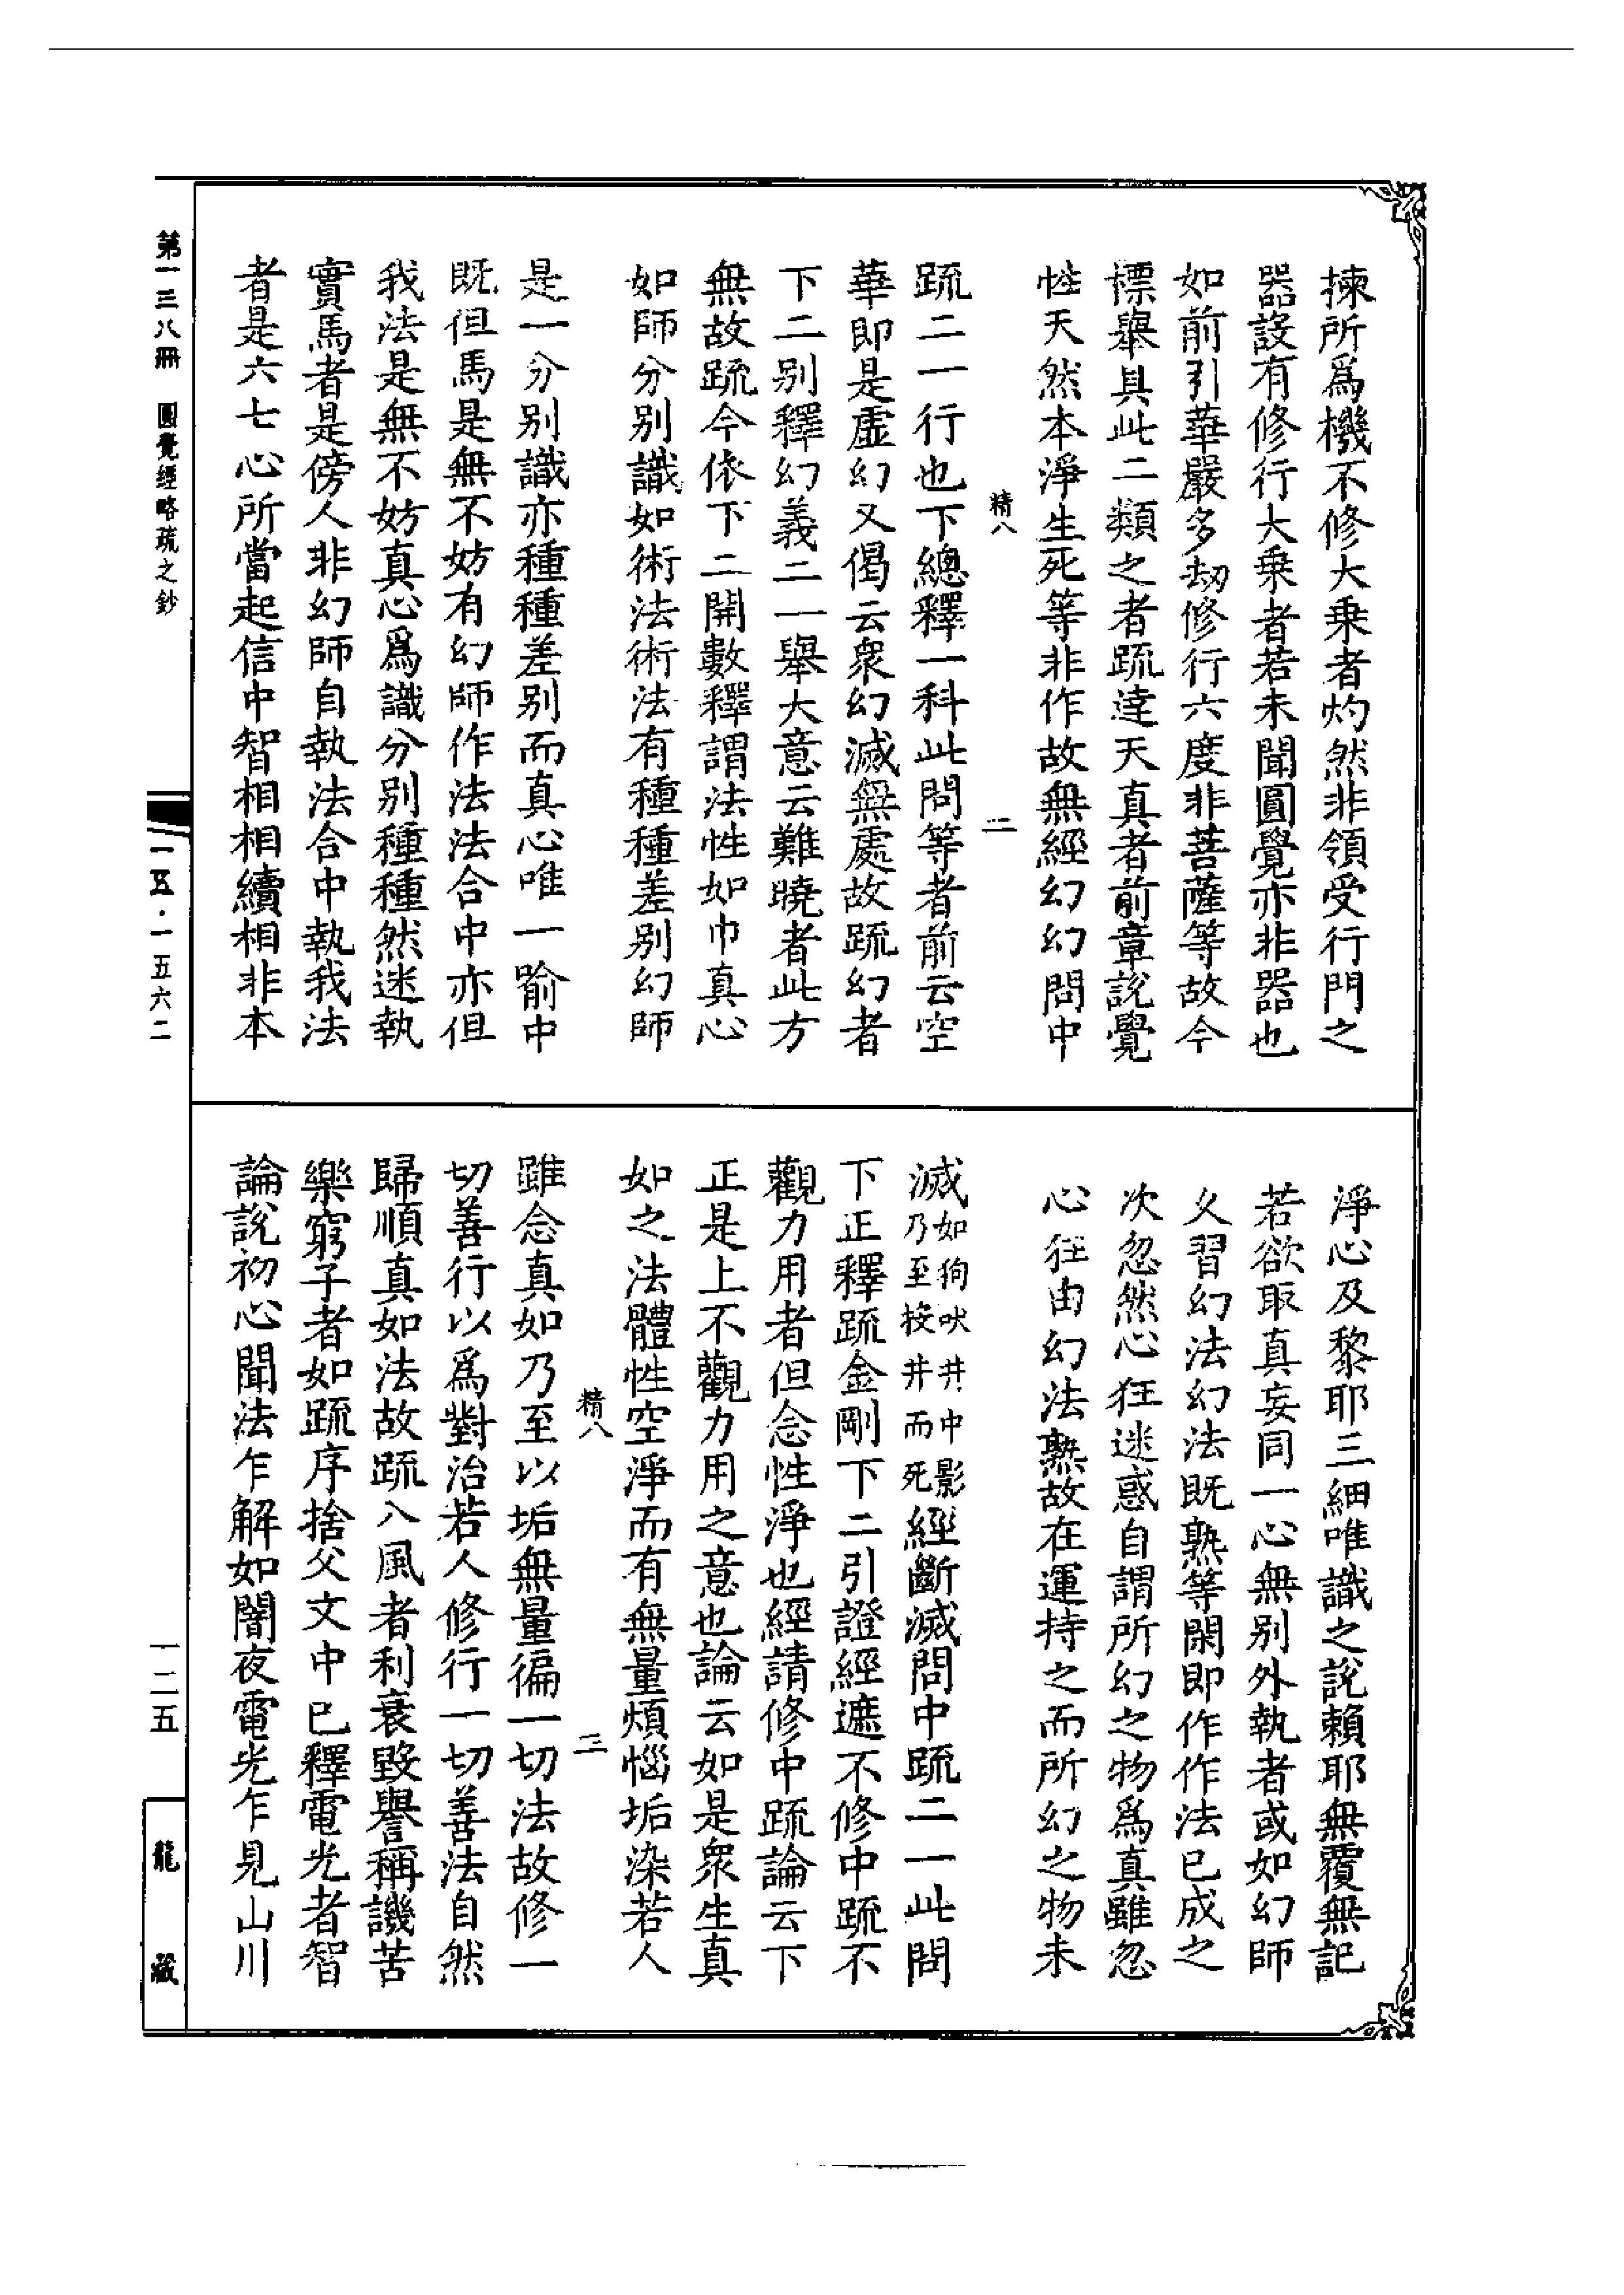 揀所爲機不修大乘者灼然非領受行門之
器設有修行大乘者若未聞圓覺亦非器也
如前引華嚴多劫修行六度非菩薩等故今
標舉其此二類之者疏達天真者前章說覺
性天然本淨生死等非作故無經幻幻問中
精八 二
疏二一行也下總釋一科此問等者前云空
華即是虛幻又偈云衆幻滅無處故疏幻者
下二別釋幻義二一舉大意云難曉者此方
無故疏今依下二開數釋謂法性如巾真心
如師分別識如術法術法有種種差別幻師
是一分別識亦種種差別而真心唯一喻中
既但馬是無不妨有幻師作法法合中亦但
我法是無不妨真心爲識分別種種然迷執
實馬者是傍人非幻師自執法合中執我法
者是六七心所當起信中智相相續相非本
淨心及黎耶三細唯識之說賴耶無覆無記
若欲取真妄同一心無別外執者或如幻師
久習幻法幻法既熟等閑即作作法已成之
次忽然心狂迷惑自謂所幻之物爲真雖忽
心狂由幻法熟故在運持之而所幻之物未
滅如狗吠井中影乃至投井而死經斷滅問中疏二一此問
下正釋疏金剛下二引證經遮不修中疏不
觀力用者但念性淨也經請修中疏論云下
正是上不觀力用之意也論云如是衆生真
如之法體性空淨而有無量煩惱垢染若人
精八 三
雖念真如乃至以垢無量徧一切法故修一
切善行以爲對治若人修行一切善法自然
歸順真如法故疏八風者利衰毀譽稱譏苦
樂窮子者如疏序捨父文中已釋電光者智
論說初心聞法乍解如闇夜電光乍見山川
第一三八冊 圓覺經略疏之鈔
一五·一五六二
一二五
龍藏